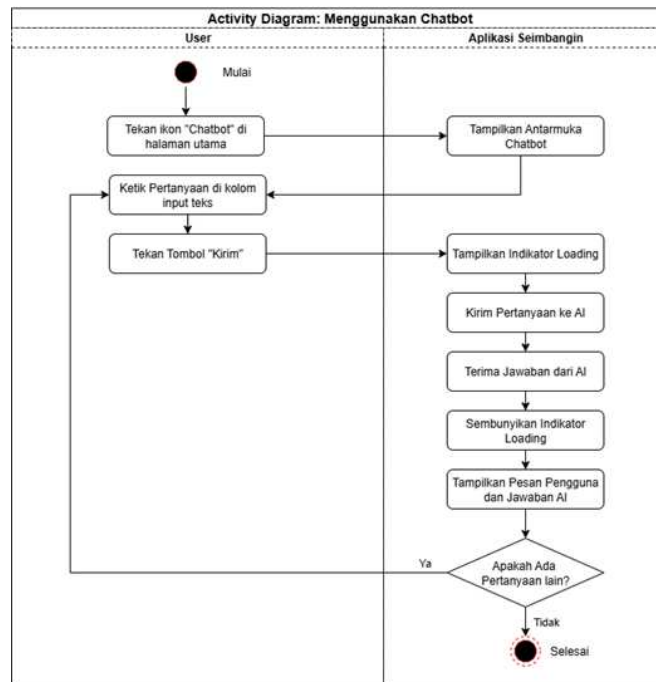 Activity Diagram: Menggunakan Chatbot
User
Aplikasi Seimbangin
Mulai
Tekan ikon "Chatbot" di
halaman utama
Tampilkan Antarmuka
Chatbot
Ketik Pertanyaan di kolom
input teks
Tekan Tombol "Kirim"
Tampilkan Indikator Loading
Kirim Pertanyaan ke AI
Terima Jawaban dari AI
Sembunyikan Indikator
Loading
Tampilkan Pesan Pengguna
dan Jawaban AI
Ya
Apakah Ada
Pertanyaan lain?
Tidak
Selesai